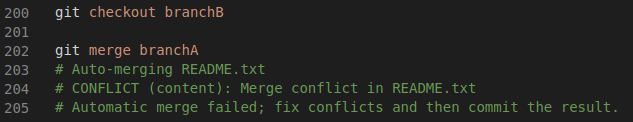 200 git checkout branchB
201
202 git merge branchA
203 # Auto-merging README.txt
204 # CONFLICT (content): Merge conflict in README.txt
205 # Automatic merge failed; fix conflicts and then commit the result.